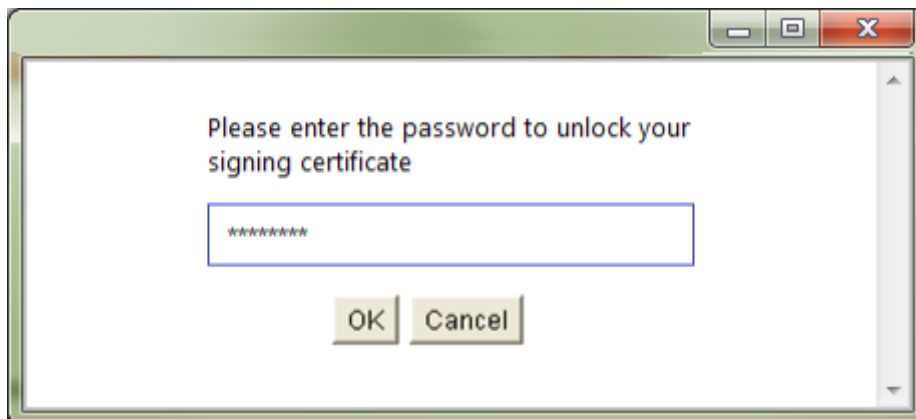 Please enter the password to unlock your
signing certificate
********
OK Cancel